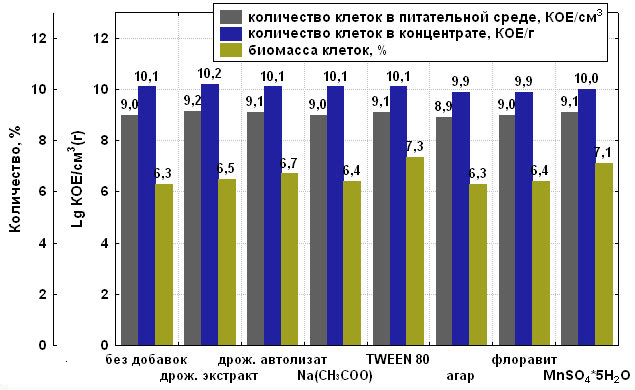 количество клеток в питательной среде, КОЕ/см³
количество клеток в концентрате, КОЕ/г
биомасса клеток, %
Количество, %
Lg КОЕ/см³(г)
12 12
10 10
8 8
6 6
4 4
2 2
0 0
9,0 10,1 6,3
9,2 10,2 6,5
9,1 10,1 6,7
9,0 10,1 6,4
9,1 10,1 7,3
8,9 9,9 6,3
9,0 9,9 6,4
9,1 10,0 7,1
без добавок дрож. автолизат TWEEN 80 флоравит
дрож. экстракт Na(CH₃COO) агар MnSO₄*5H₂O